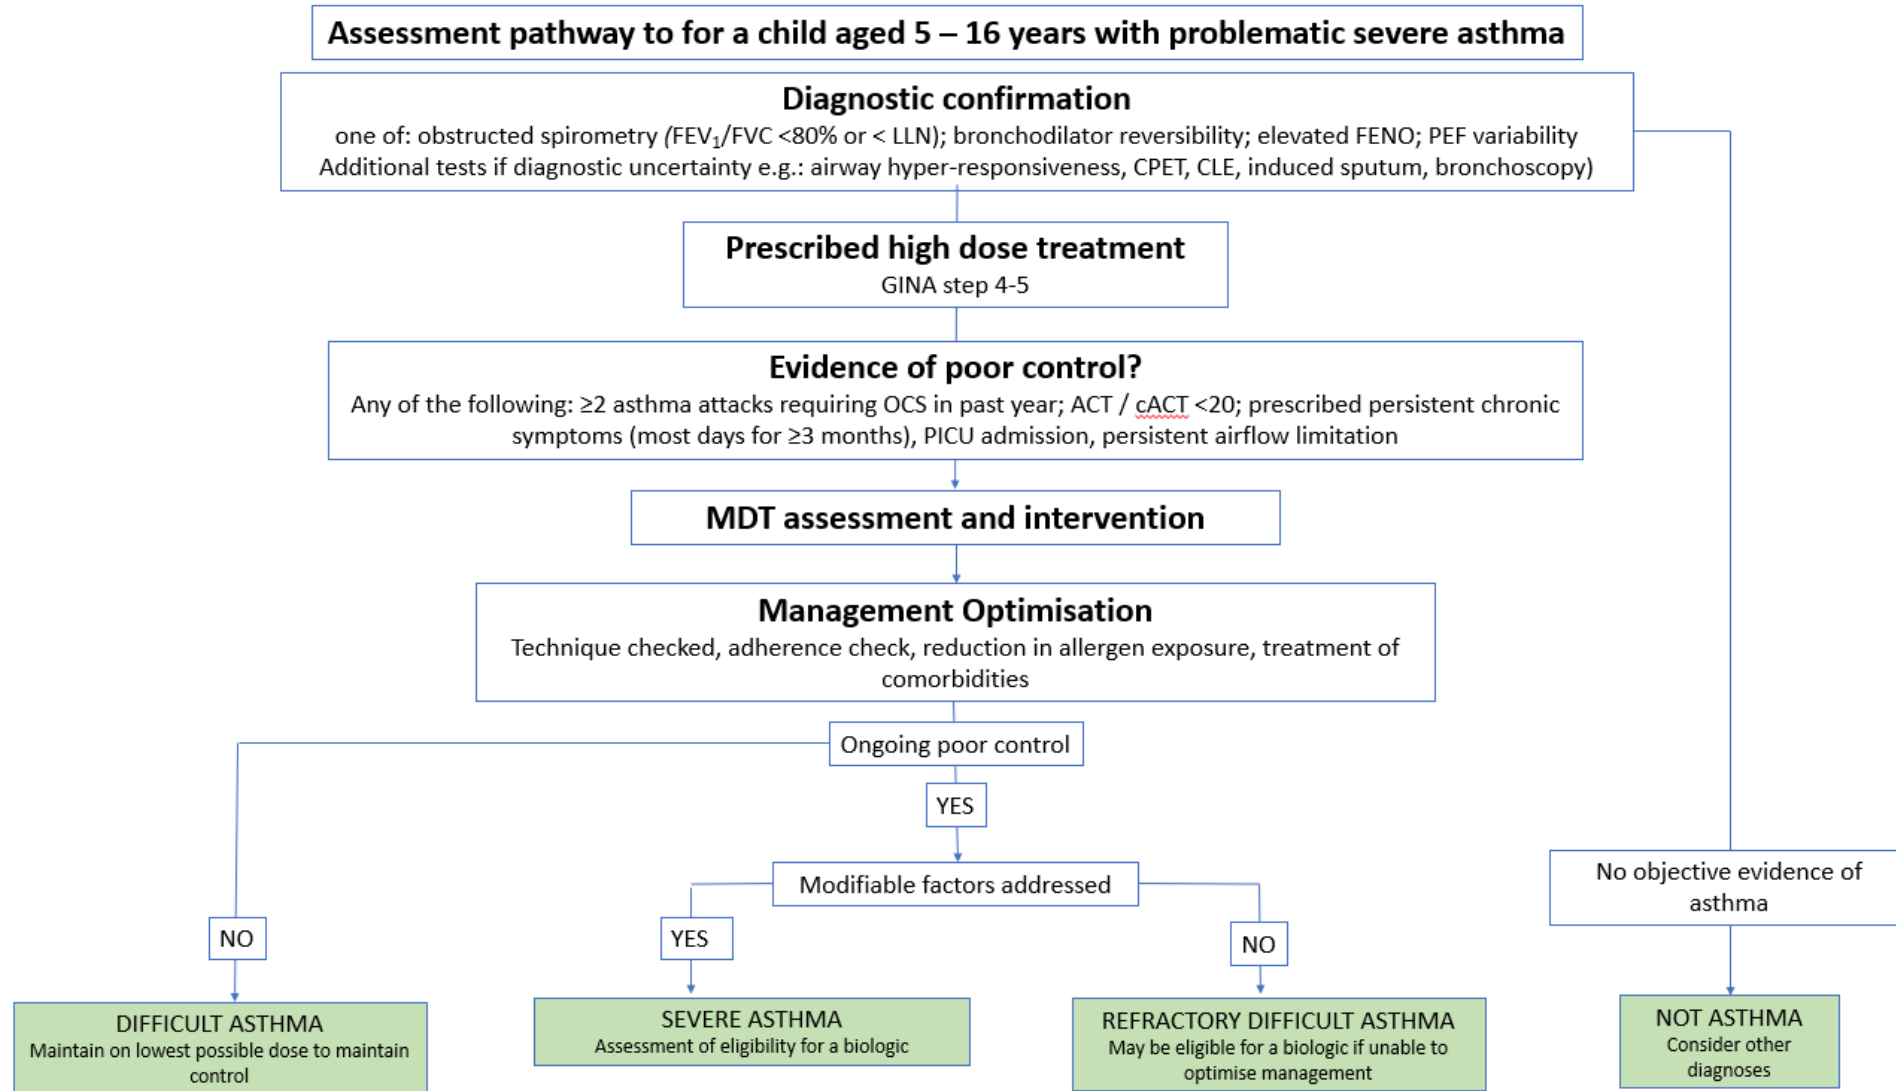 Assessment pathway to for a child aged 5 – 16 years with problematic severe asthma
Diagnostic confirmation
one of: obstructed spirometry (FEV₁/FVC <80% or < LLN); bronchodilator reversibility; elevated FENO; PEF variability
Additional tests if diagnostic uncertainty e.g.: airway hyper-responsiveness, CPET, CLE, induced sputum, bronchoscopy)
Prescribed high dose treatment
GINA step 4-5
Evidence of poor control?
Any of the following: ≥2 asthma attacks requiring OCS in past year; ACT / cACT <20; prescribed persistent chronic
symptoms (most days for ≥3 months), PICU admission, persistent airflow limitation
MDT assessment and intervention
Management Optimisation
Technique checked, adherence check, reduction in allergen exposure, treatment of
comorbidities
Ongoing poor control
YES
Modifiable factors addressed
No objective evidence of
asthma
NO
YES
NO
DIFFICULT ASTHMA
Maintain on lowest possible dose to maintain
control
SEVERE ASTHMA
Assessment of eligibility for a biologic
REFRACTORY DIFFICULT ASTHMA
May be eligible for a biologic if unable to
optimise management
NOT ASTHMA
Consider other
diagnoses